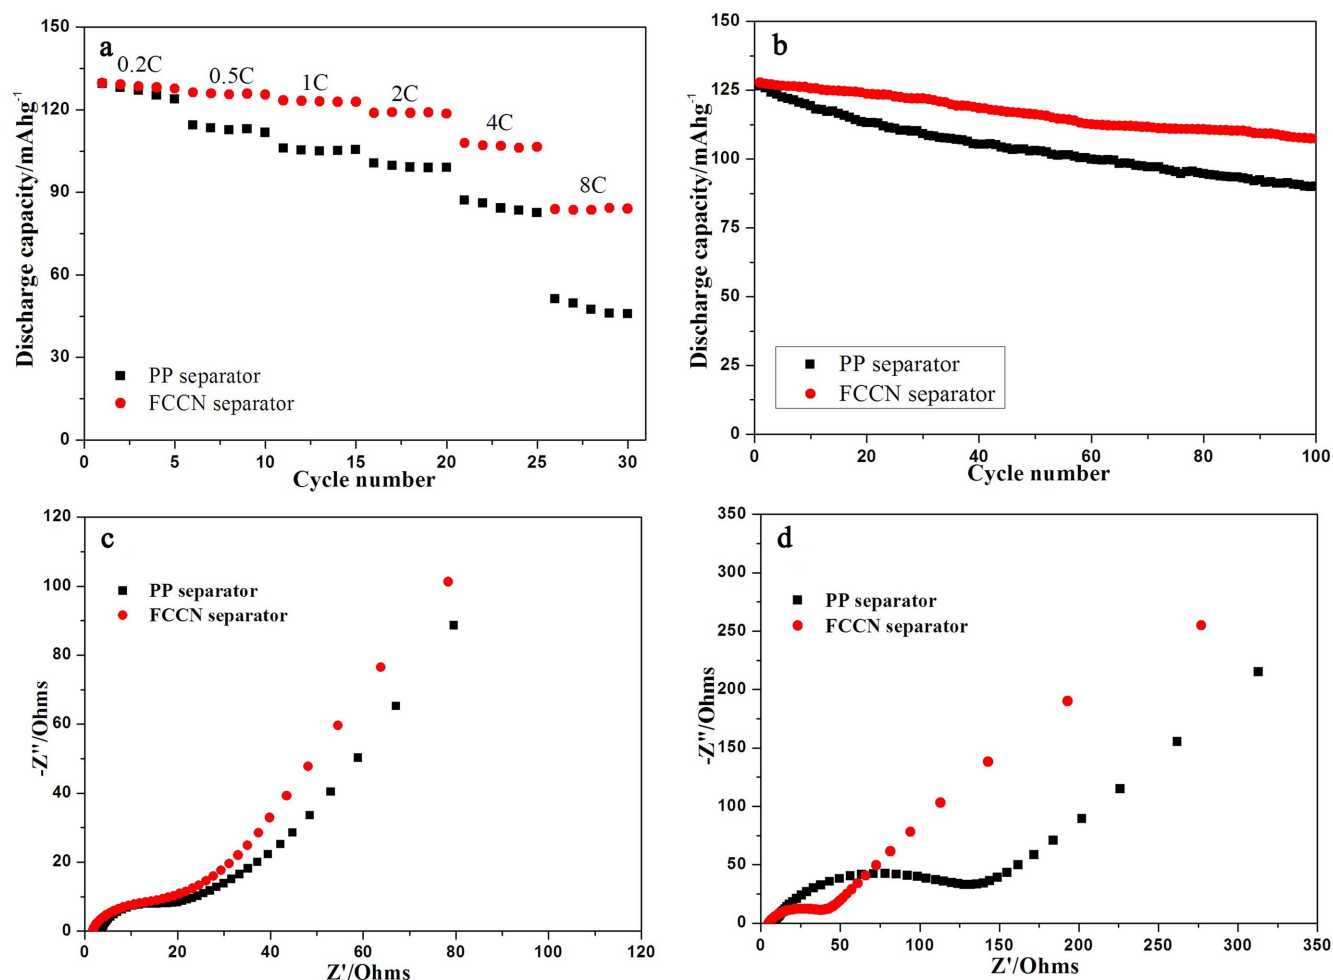 a
150
120
90
60
30
0
Discharge capacity/mAhg⁻¹
0.2C
0.5C
1C
2C
4C
8C
PP separator
FCCN separator
0 5 10 15 20 25 30
Cycle number
b
150
125
100
75
50
25
0
Discharge capacity/mAhg⁻¹
PP separator
FCCN separator
0 20 40 60 80 100
Cycle number
c
120
100
80
60
40
20
0
-Z''/Ohms
PP separator
FCCN separator
0 20 40 60 80 100 120
Z'/Ohms
d
350
300
250
200
150
100
50
0
-Z''/Ohms
PP separator
FCCN separator
0 50 100 150 200 250 300 350
Z'/Ohms